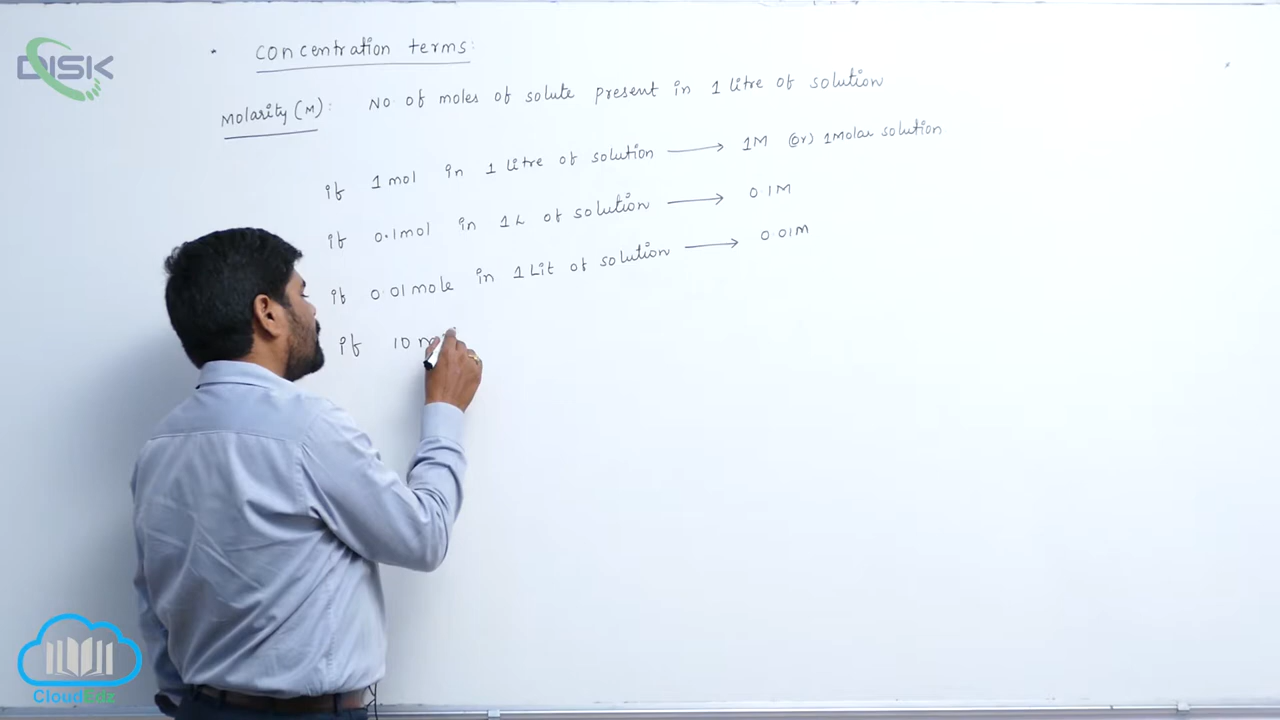 DISK
* Concentration terms:
Molarity (M): No. of moles of solute present in 1 litre of solution
if 1 mol in 1 litre of solution → 1M (or) 1 Molar solution
if 0.1 mol in 1 L of solution → 0.1M
if 0.01 mole in 1 Lit of solution → 0.01M
if 10
CloudEdz